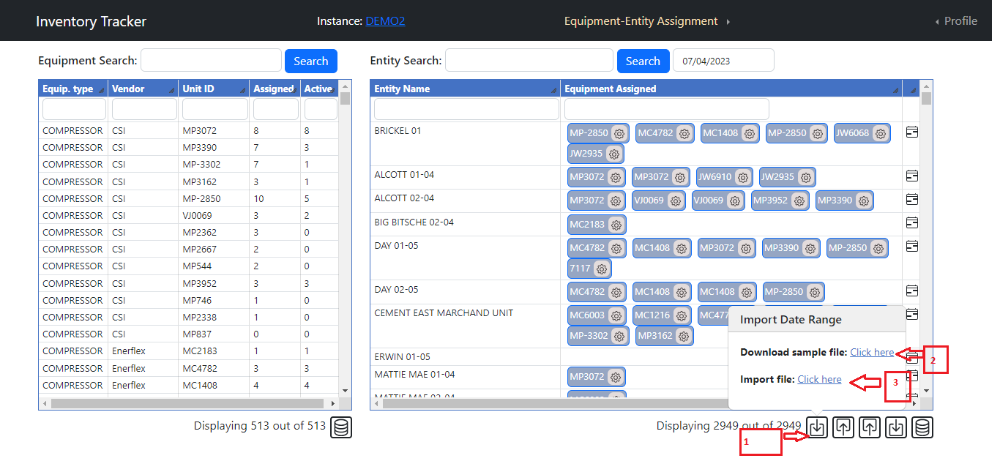 Inventory Tracker Instance: DEMO2 Equipment-Entity Assignment Profile
Equipment Search: Search Entity Search: Search 07/04/2023
Equip. type Vendor Unit ID Assigned Active
COMPRESSOR CSI MP3072 8 8
COMPRESSOR CSI MP3390 7 3
COMPRESSOR CSI MP-3302 7 1
COMPRESSOR CSI MP3162 3 1
COMPRESSOR CSI MP-2850 10 5
COMPRESSOR CSI VJ0069 3 2
COMPRESSOR CSI MP2362 3 0
COMPRESSOR CSI MP2667 2 0
COMPRESSOR CSI MP544 2 0
COMPRESSOR CSI MP3952 3 3
COMPRESSOR CSI MP746 1 0
COMPRESSOR CSI MP2338 1 0
COMPRESSOR CSI MP837 0 0
COMPRESSOR Enerflex MC2183 1 1
COMPRESSOR Enerflex MC4782 3 3
COMPRESSOR Enerflex MC1408 4 4
Displaying 513 out of 513
Entity Name Equipment Assigned
BRICKEL 01 MP-2850 MC4782 MC1408 MP-2850 JW6068
JW2935
ALCOTT 01-04 MP3072 MP3072 JW6910 JW2935
ALCOTT 02-04 MP3072 VJ0069 VJ0069 MP3952 MP3390
BIG BITSCHE 02-04 MC2183
DAY 01-05 MC4782 MC1408 MP3072 MP3390 MP-2850
7117
DAY 02-05 MC4782 MC1408 MC1408 MP-2850
CEMENT EAST MARCHAND UNIT MC6003 MC1216 MC477
MP-3302 MP3162
ERWIN 01-05
MATTIE MAE 01-04 MP3072
MATTIE MAE 02-04
Import Date Range
Download sample file: Click here
2
Import file: Click here
3
Displaying 2949 out of 2949
1